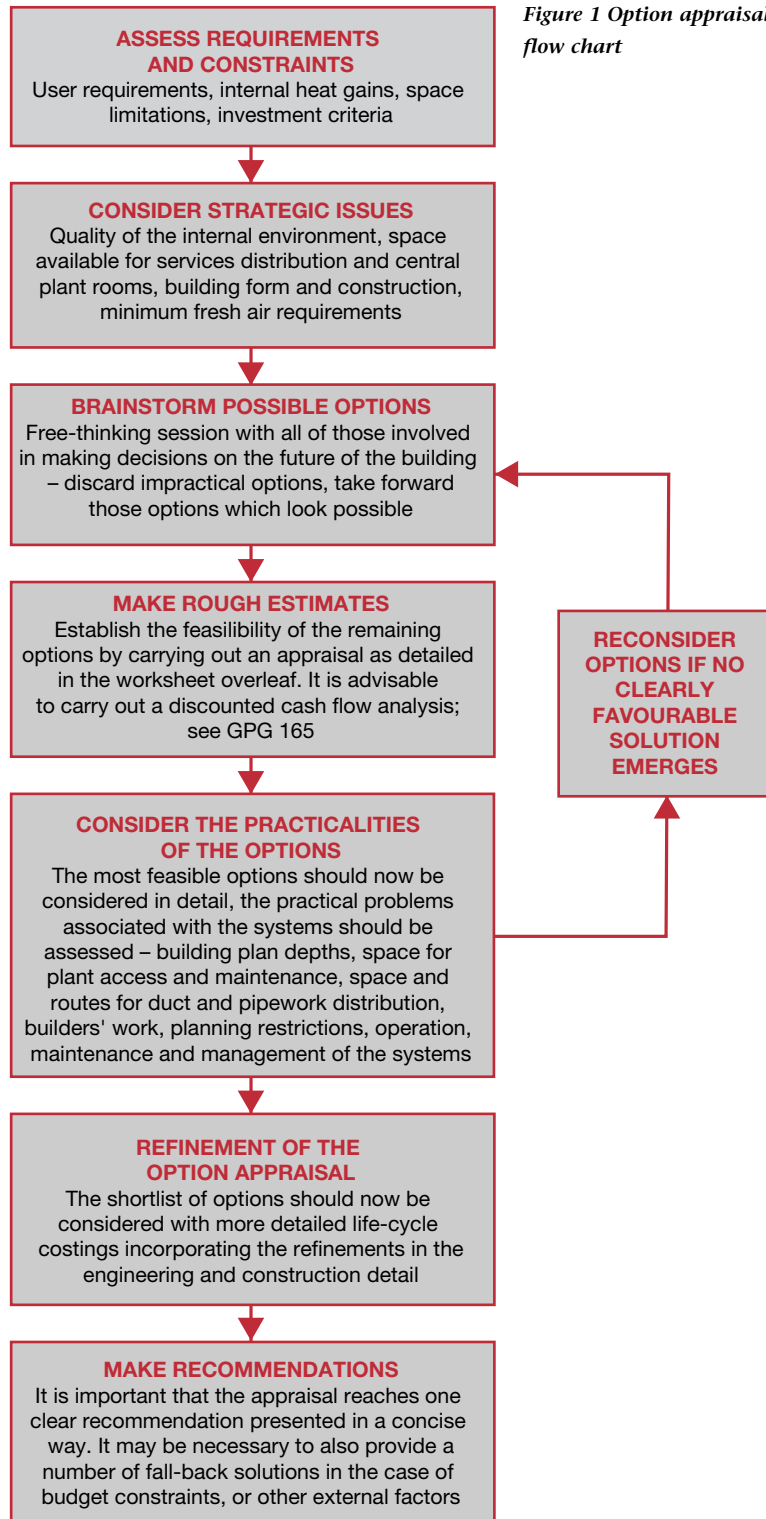 Figure 1 Option appraisal
flow chart
ASSESS REQUIREMENTS
AND CONSTRAINTS
User requirements, internal heat gains, space
limitations, investment criteria
CONSIDER STRATEGIC ISSUES
Quality of the internal environment, space
available for services distribution and central
plant rooms, building form and construction,
minimum fresh air requirements
BRAINSTORM POSSIBLE OPTIONS
Free-thinking session with all of those involved
in making decisions on the future of the building
– discard impractical options, take forward
those options which look possible
MAKE ROUGH ESTIMATES
Establish the feasilibility of the remaining
options by carrying out an appraisal as detailed
in the worksheet overleaf. It is advisable
to carry out a discounted cash flow analysis;
see GPG 165
RECONSIDER
OPTIONS IF NO
CLEARLY
FAVOURABLE
SOLUTION
EMERGES
CONSIDER THE PRACTICALITIES
OF THE OPTIONS
The most feasible options should now be
considered in detail, the practical problems
associated with the systems should be
assessed – building plan depths, space for
plant access and maintenance, space and
routes for duct and pipework distribution,
builders' work, planning restrictions, operation,
maintenance and management of the systems
REFINEMENT OF THE
OPTION APPRAISAL
The shortlist of options should now be
considered with more detailed life-cycle
costings incorporating the refinements in the
engineering and construction detail
MAKE RECOMMENDATIONS
It is important that the appraisal reaches one
clear recommendation presented in a concise
way. It may be necessary to also provide a
number of fall-back solutions in the case of
budget constraints, or other external factors